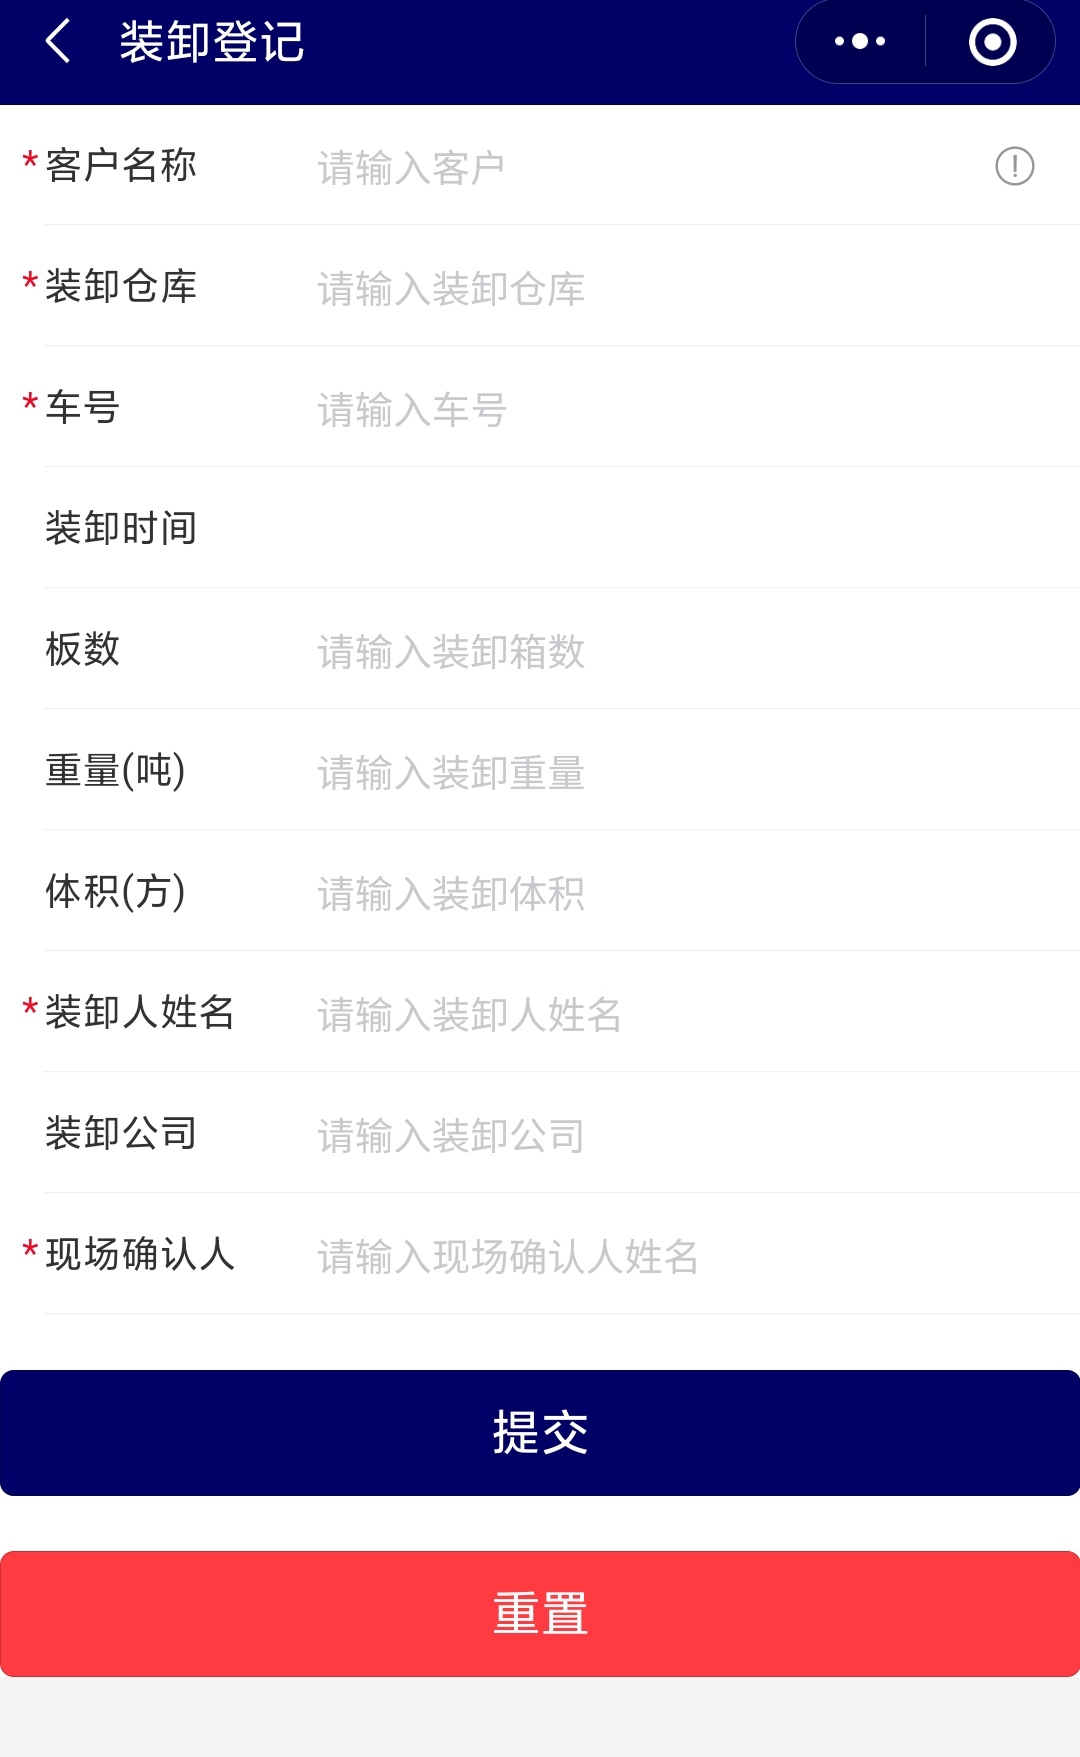 装卸登记
*客户名称 请输入客户
*装卸仓库 请输入装卸仓库
*车号 请输入车号
装卸时间
板数 请输入装卸箱数
重量(吨) 请输入装卸重量
体积(方) 请输入装卸体积
*装卸人姓名 请输入装卸人姓名
装卸公司 请输入装卸公司
*现场确认人 请输入现场确认人姓名
提交
重置